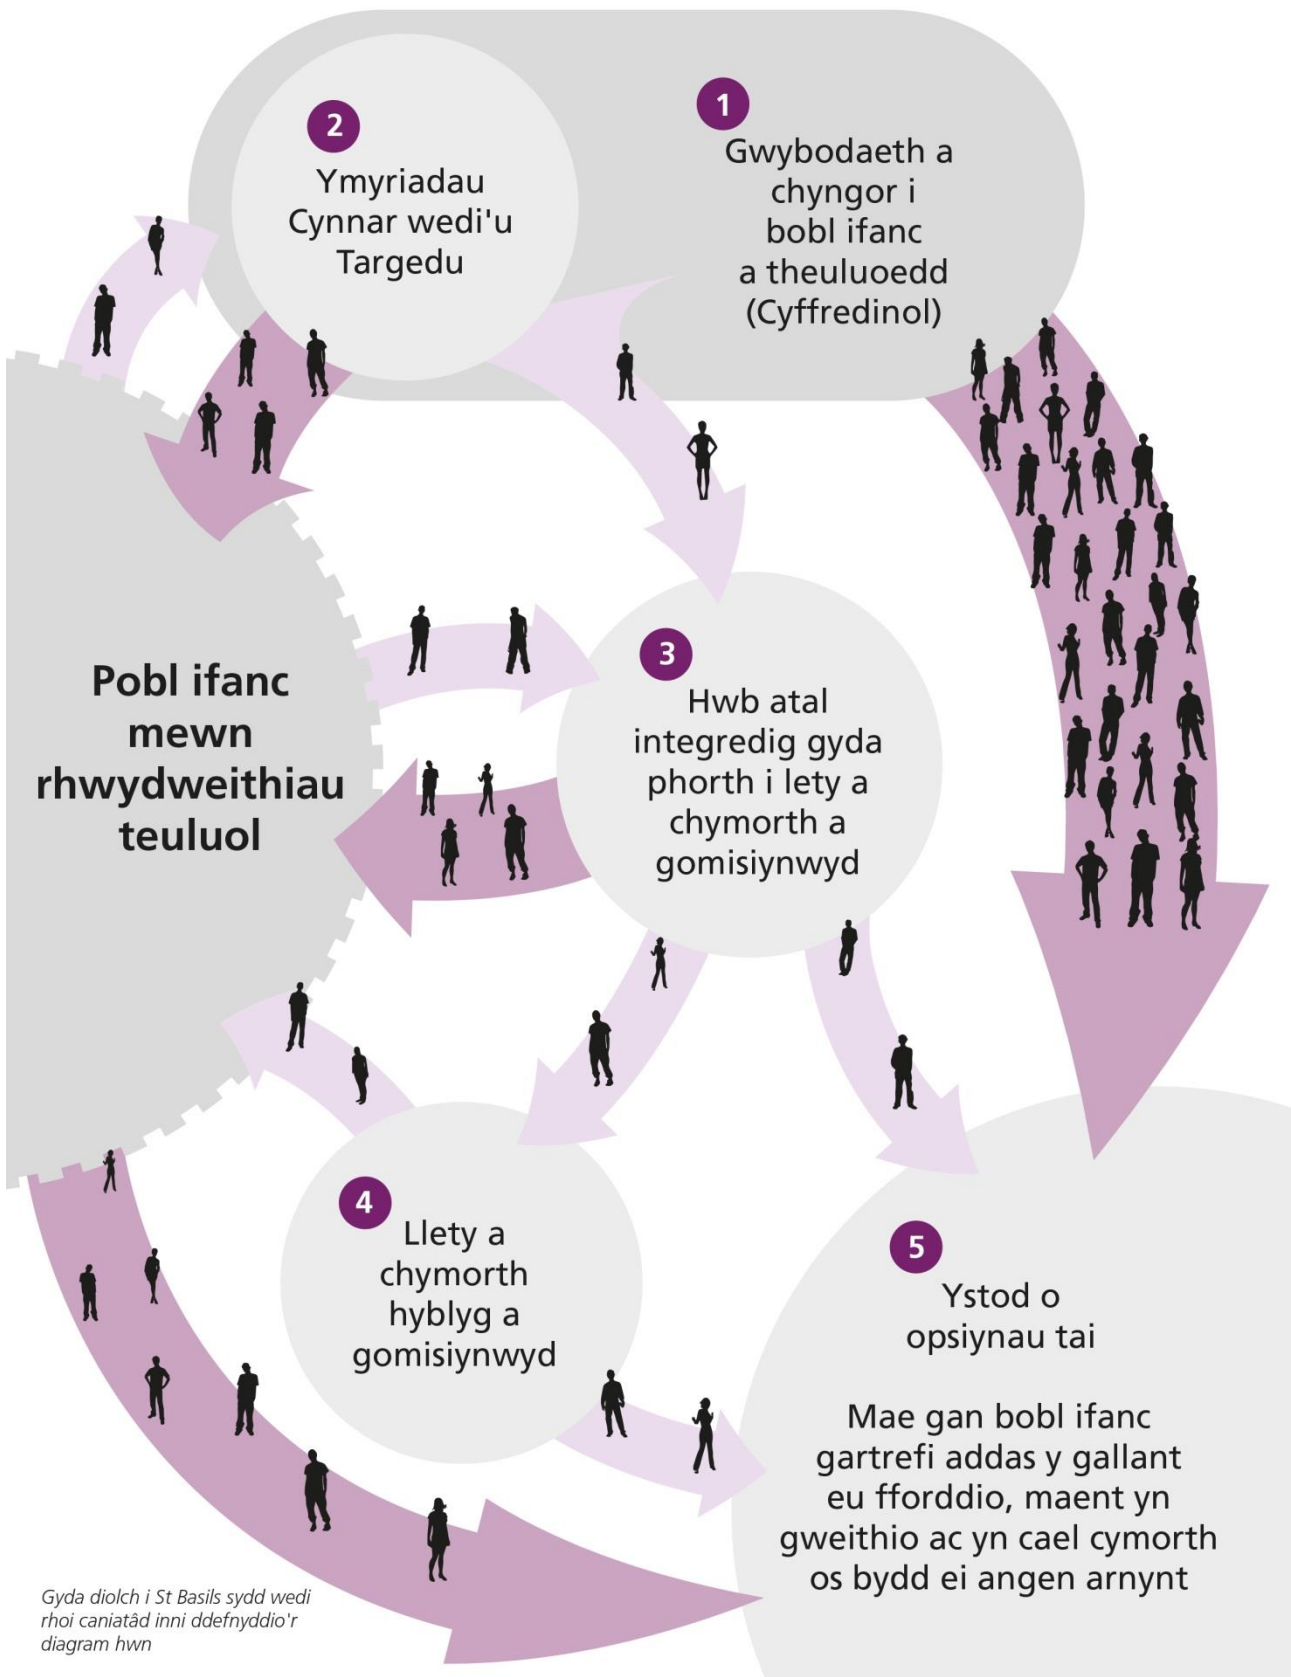 1
Gwybodaeth a
chyngor i
bobl ifanc
a theuluoedd
(Cyffredinol)
2
Ymyriadau
Cynnar wedi'u
Targedu
Pobl ifanc
mewn
rhwydweithiau
teuluol
3
Hwb atal
integredig gyda
phorth i lety a
chymorth a
gomisiynwyd
4
Llety a
chymorth
hyblyg a
gomisiynwyd
5
Ystod o
opsiynau tai
Mae gan bobl ifanc
gartrefi addas y gallant
eu fforddio, maent yn
gweithio ac yn cael cymorth
os bydd ei angen arnynt
Gyda diolch i St Basils sydd wedi
rhoi caniatâd inni ddefnyddio'r
diagram hwn